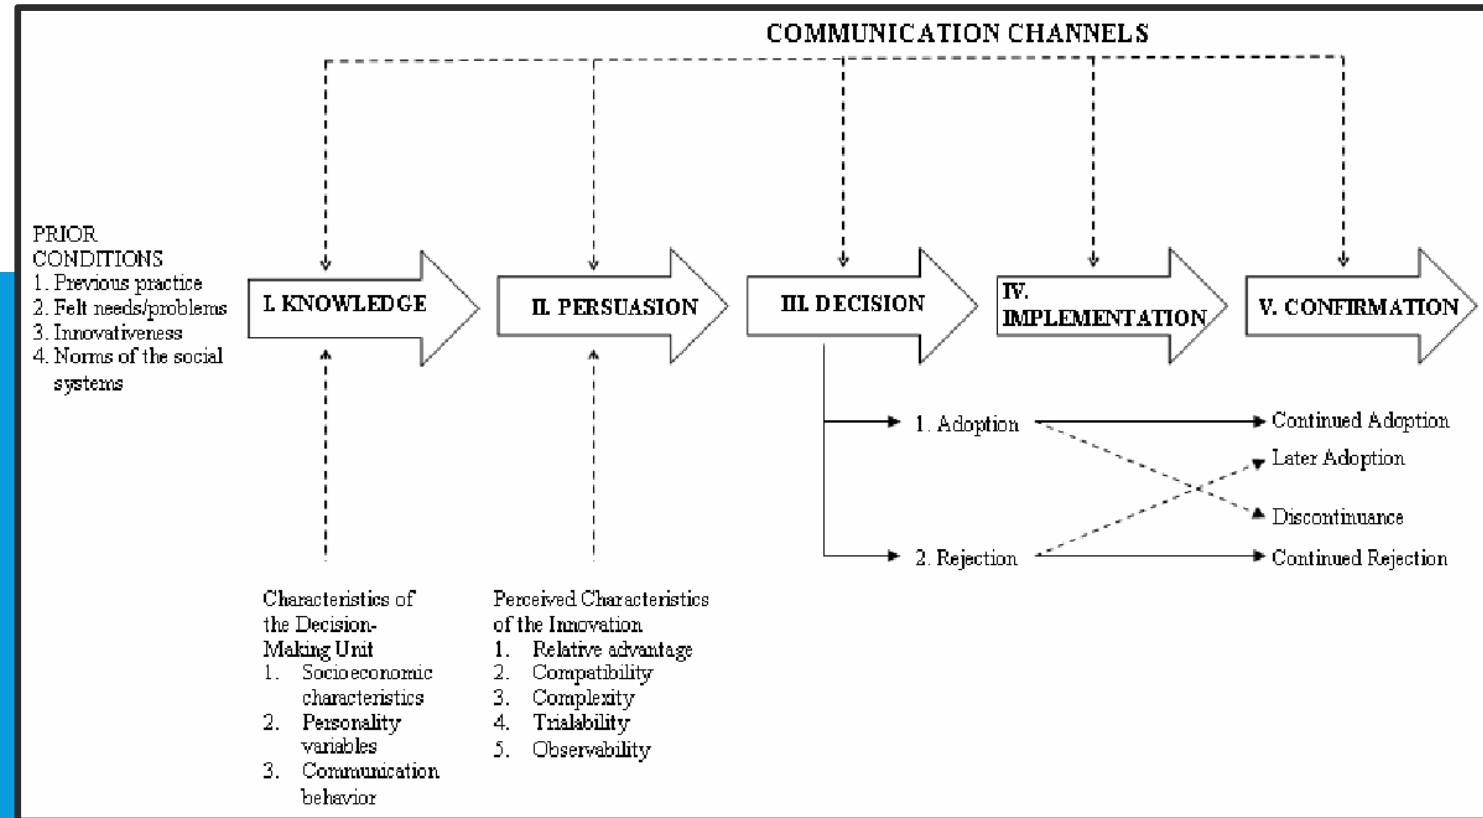 COMMUNICATION CHANNELS
PRIOR
CONDITIONS
1. Previous practice
2. Felt needs/problems
3. Innovativeness
4. Norms of the social
systems
I. KNOWLEDGE
II. PERSUASION
III. DECISION
IV.
IMPLEMENTATION
V. CONFIRMATION
1. Adoption
Continued Adoption
Later Adoption
Discontinuance
2. Rejection
Continued Rejection
Characteristics of
the Decision-
Making Unit
1. Socioeconomic
characteristics
2. Personality
variables
3. Communication
behavior
Perceived Characteristics
of the Innovation
1. Relative advantage
2. Compatibility
3. Complexity
4. Trialability
5. Observability